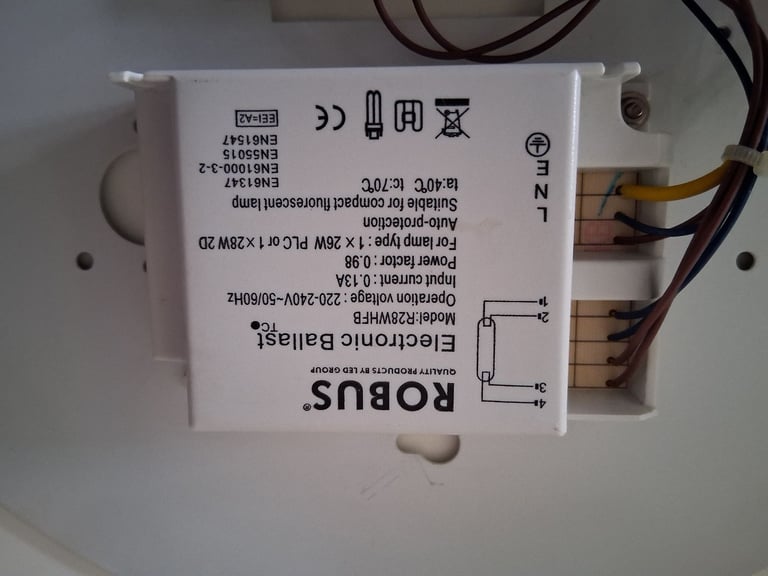 ROBUS®
QUALITY PRODUCTS BY LED GROUP
Electronic Ballast
TC
Model:R28WHFB
Operation voltage : 220-240V~50/60Hz
Input current : 0.13A
Power factor : 0.98
For lamp type : 1 × 26W PLC or 1 × 28W 2D
Auto-protection
Suitable for compact fluorescent lamp
ta:40℃ tc:70℃
EN61347
EN61000-3-2
EN55015
EN61547
EEI=A2
CE
4
3
2
1
L N E